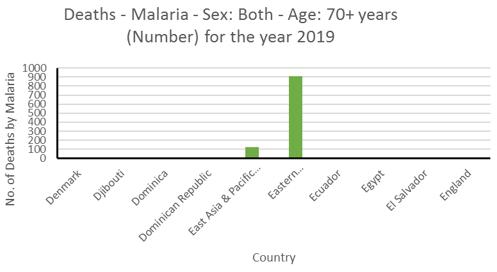 Deaths - Malaria - Sex: Both - Age: 70+ years
(Number) for the year 2019
No. of Deaths by Malaria
1000
900
800
700
600
500
400
300
200
100
0
Denmark
Djibouti
Dominica
Dominican Republic
East Asia & Pacific...
Eastern...
Ecuador
Egypt
El Salvador
England
Country